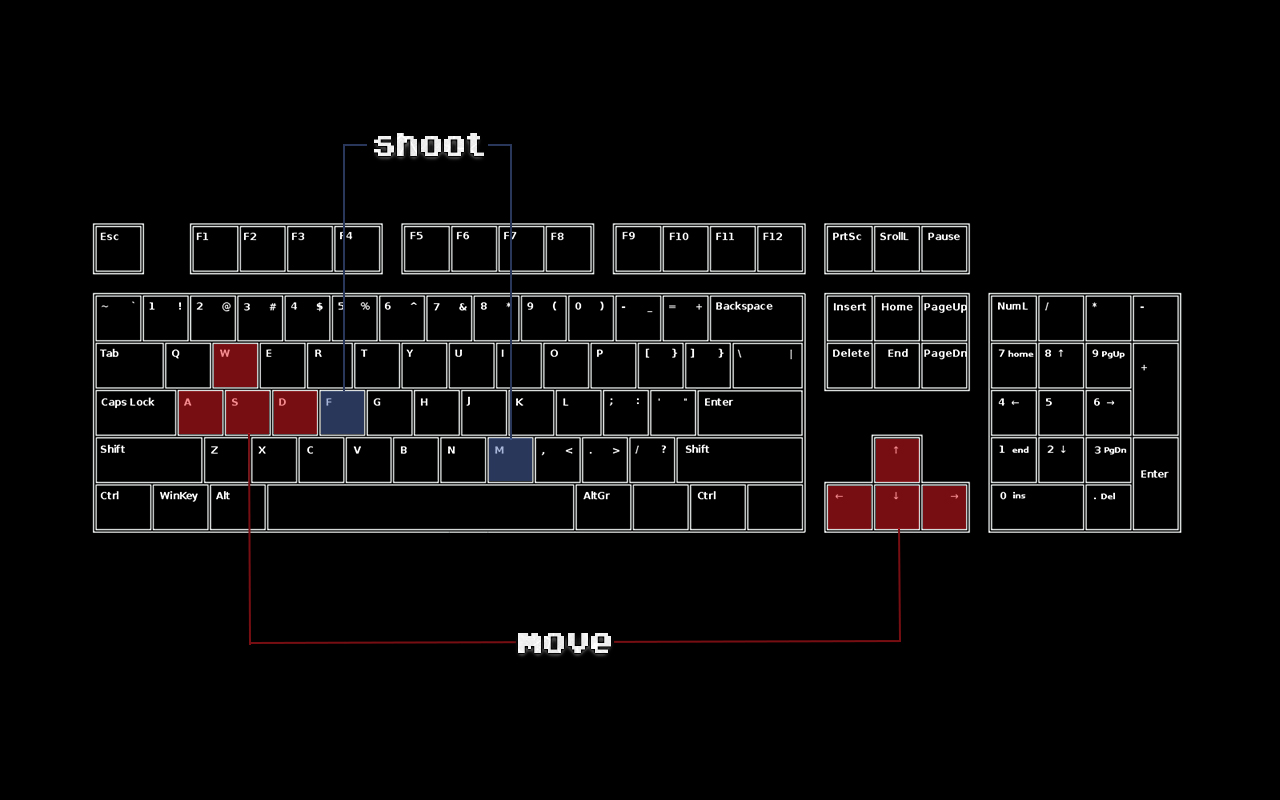 shoot
Esc F1 F2 F3 F4 F5 F6 F7 F8 F9 F10 F11 F12 PrtSc SrollL Pause
~ ` 1 ! 2 @ 3 # 4 $ 5 % 6 ^ 7 & 8 * 9 ( 0 ) - _ = + Backspace Insert Home PageUp NumL / * -
Tab Q W E R T Y U I O P [ } ] } \ | Delete End PageDn 7 home 8 ↑ 9 PgUp +
Caps Lock A S D F G H J K L ; : ' " Enter 4 ← 5 6 →
Shift Z X C V B N M , < . > / ? Shift ↑ 1 end 2 ↓ 3 PgDn Enter
Ctrl WinKey Alt AltGr Ctrl ← ↓ → 0 ins . Del
move